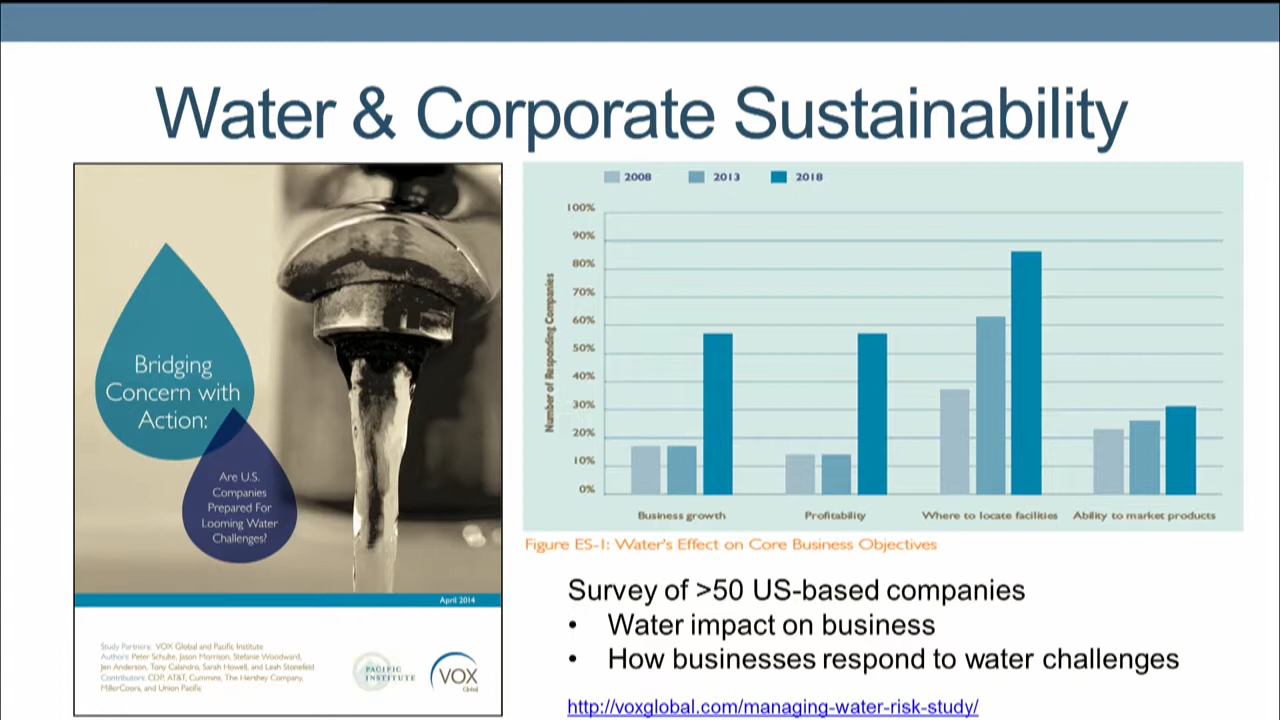 Water & Corporate Sustainability
Bridging
Concern with
Action:
Are U.S.
Companies
Prepared For
Looming Water
Challenges?
April 2014
Study Partners: VOX Global and Pacific Institute
Authors: Peter Schulte, Jason Morrison, Stefanie Woodward,
Jen Anderson, Tony Calandro, Sarah Howell, and Leah Stonefeld
Contributors: CDP, AT&T, Cummins, The Hershey Company,
MillerCoors, and Union Pacific
PACIFIC
INSTITUTE
VOX
Global
2008 2013 2018
Number of Responding Companies
100%
90%
80%
70%
60%
50%
40%
30%
20%
10%
0%
Business growth Profitability Where to locate facilities Ability to market products
Figure ES-1: Water's Effect on Core Business Objectives
Survey of >50 US-based companies
• Water impact on business
• How businesses respond to water challenges
http://voxglobal.com/managing-water-risk-study/